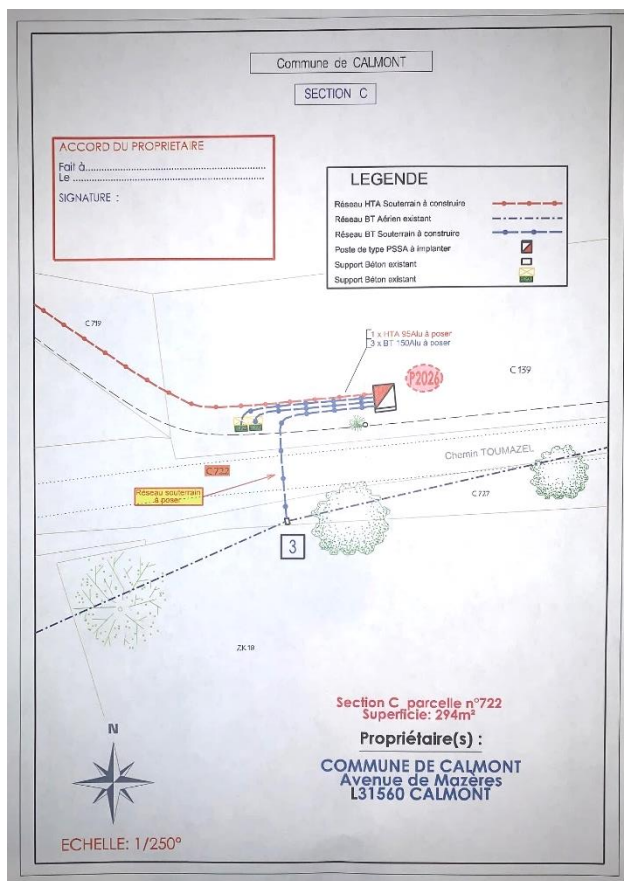 Commune de CALMONT
SECTION C
ACCORD DU PROPRIETAIRE
Fait à
Le
SIGNATURE :
LEGENDE
Réseau HTA Souterrain à construire
Réseau BT Aérien existant
Réseau BT Souterrain à construire
Poste de type PSSA à implanter
Support Béton existant
Support Béton existant
C 719
1 x HTA 95Alu à poser
3 x BT 150Alu à poser
P2026
C 139
Chemin TOUMAZEL
C 722
C 727
Réseau souterrain
à poser
3
ZK 18
Section C parcelle n°722
Superficie: 294m²
Propriétaire(s) :
COMMUNE DE CALMONT
Avenue de Mazères
L31560 CALMONT
N
ECHELLE: 1/250°